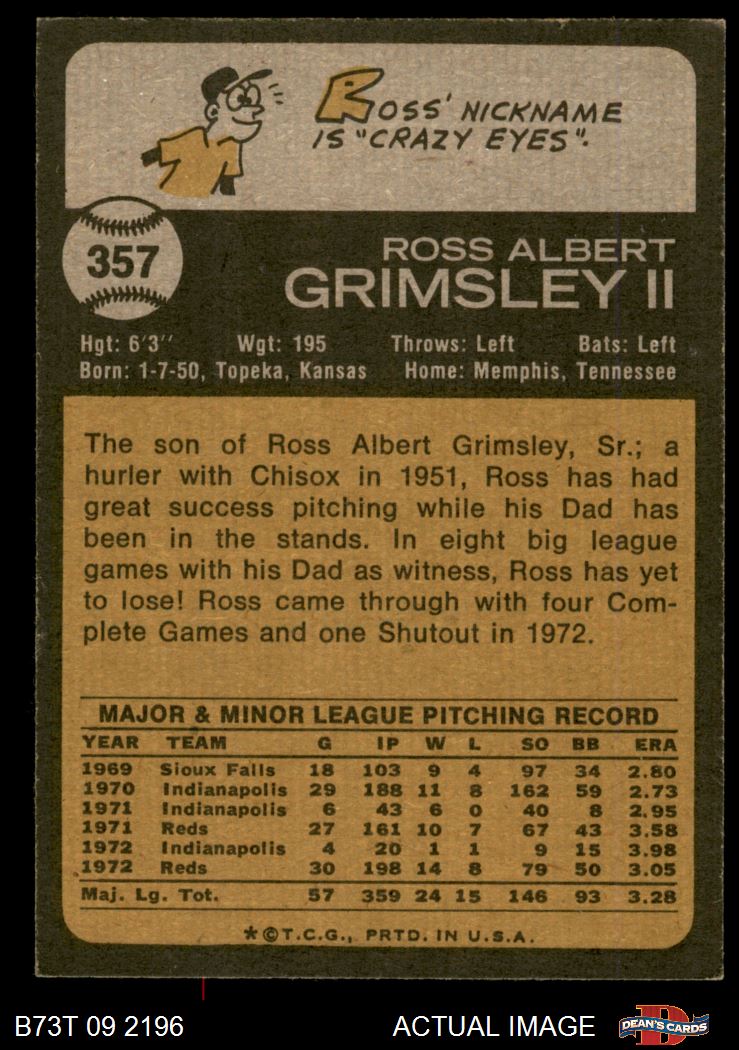 ROSS' NICKNAME
IS "CRAZY EYES".
357
ROSS ALBERT
GRIMSLEY II
Hgt: 6'3" Wgt: 195 Throws: Left Bats: Left
Born: 1-7-50, Topeka, Kansas Home: Memphis, Tennessee
The son of Ross Albert Grimsley, Sr.; a
hurler with Chisox in 1951, Ross has had
great success pitching while his Dad has
been in the stands. In eight big league
games with his Dad as witness, Ross has yet
to lose! Ross came through with four Com-
plete Games and one Shutout in 1972.
MAJOR & MINOR LEAGUE PITCHING RECORD
YEAR TEAM G IP W L SO BB ERA
1969 Sioux Falls 18 103 9 4 97 34 2.80
1970 Indianapolis 29 188 11 8 162 59 2.73
1971 Indianapolis 6 43 6 0 40 8 2.95
1971 Reds 27 161 10 7 67 43 3.58
1972 Indianapolis 4 20 1 1 9 15 3.98
1972 Reds 30 198 14 8 79 50 3.05
Maj. Lg. Tot. 57 359 24 15 146 93 3.28
*©T.C.G., PRTD. IN U.S.A.
B73T 09 2196 ACTUAL IMAGE D DEAN'S CARDS